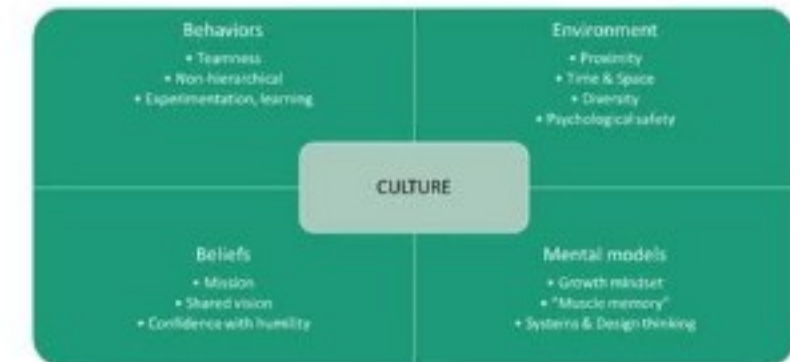 Behaviors
• Teamness
• Non-hierarchical
• Experimentation, learning
Environment
• Proximity
• Time & Space
• Diversity
• Psychological safety
CULTURE
Beliefs
• Mission
• Shared vision
• Confidence with humility
Mental models
• Growth mindset
• "Muscle memory"
• Systems & Design thinking